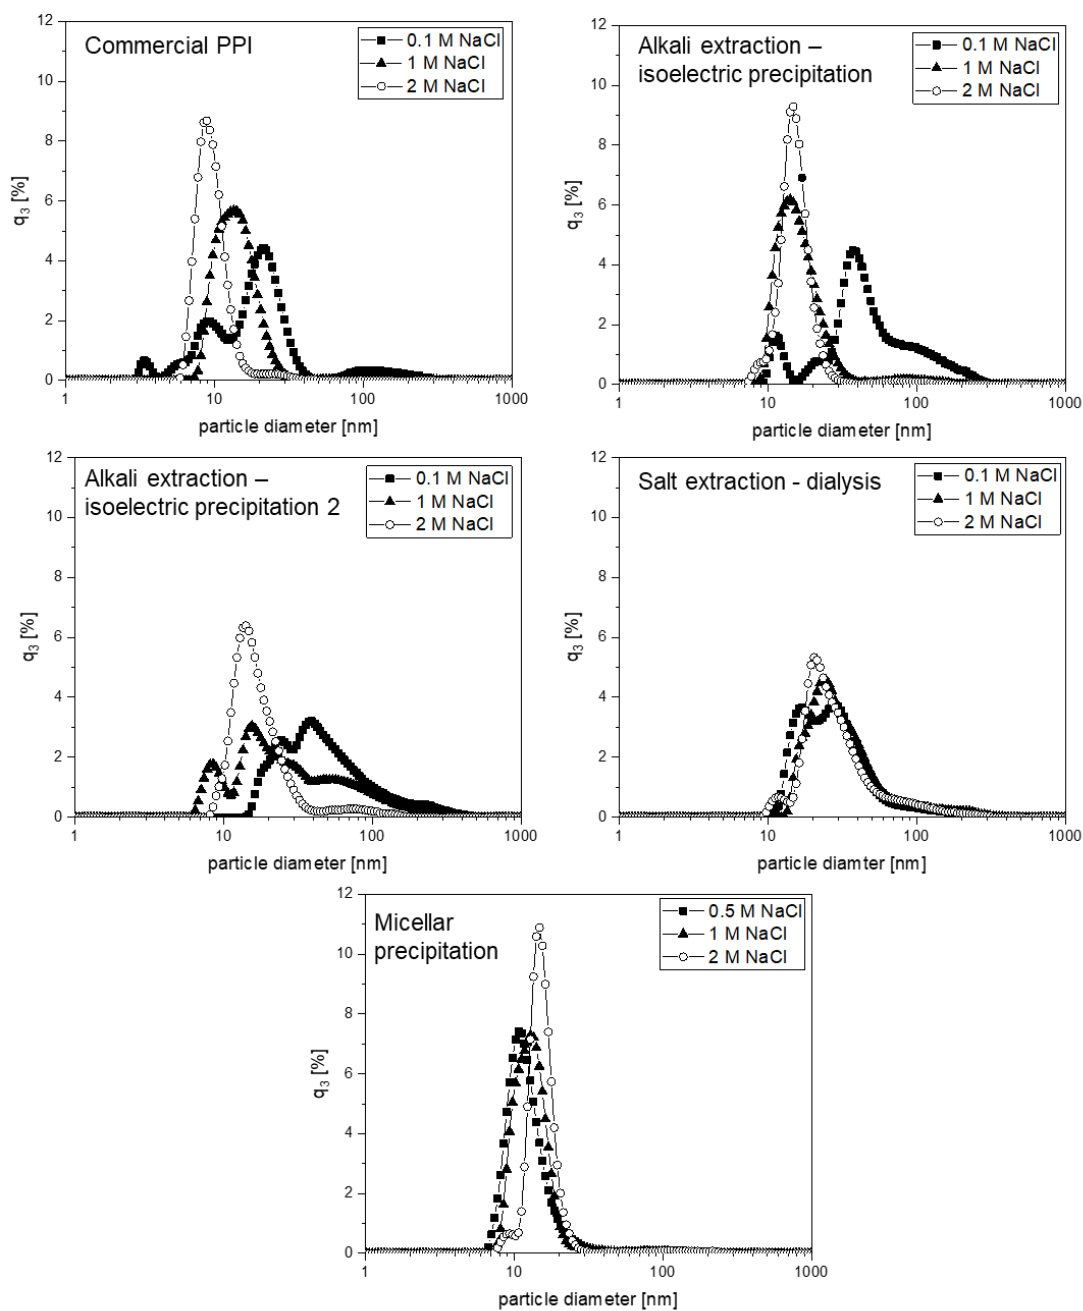 Commercial PPI
0.1 M NaCl
1 M NaCl
2 M NaCl
12
10
8
6
4
2
0
q3 [%]
1
10
100
1000
particle diameter [nm]
Alkali extraction –
isoelectric precipitation
0.1 M NaCl
1 M NaCl
2 M NaCl
12
10
8
6
4
2
0
q3 [%]
1
10
100
1000
particle diameter [nm]
Alkali extraction –
isoelectric precipitation 2
0.1 M NaCl
1 M NaCl
2 M NaCl
12
10
8
6
4
2
0
q3 [%]
1
10
100
1000
particle diameter [nm]
Salt extraction - dialysis
0.1 M NaCl
1 M NaCl
2 M NaCl
12
10
8
6
4
2
0
q3 [%]
1
10
100
1000
particle diamter [nm]
Micellar
precipitation
0.5 M NaCl
1 M NaCl
2 M NaCl
12
10
8
6
4
2
0
q3 [%]
1
10
100
1000
particle diameter [nm]